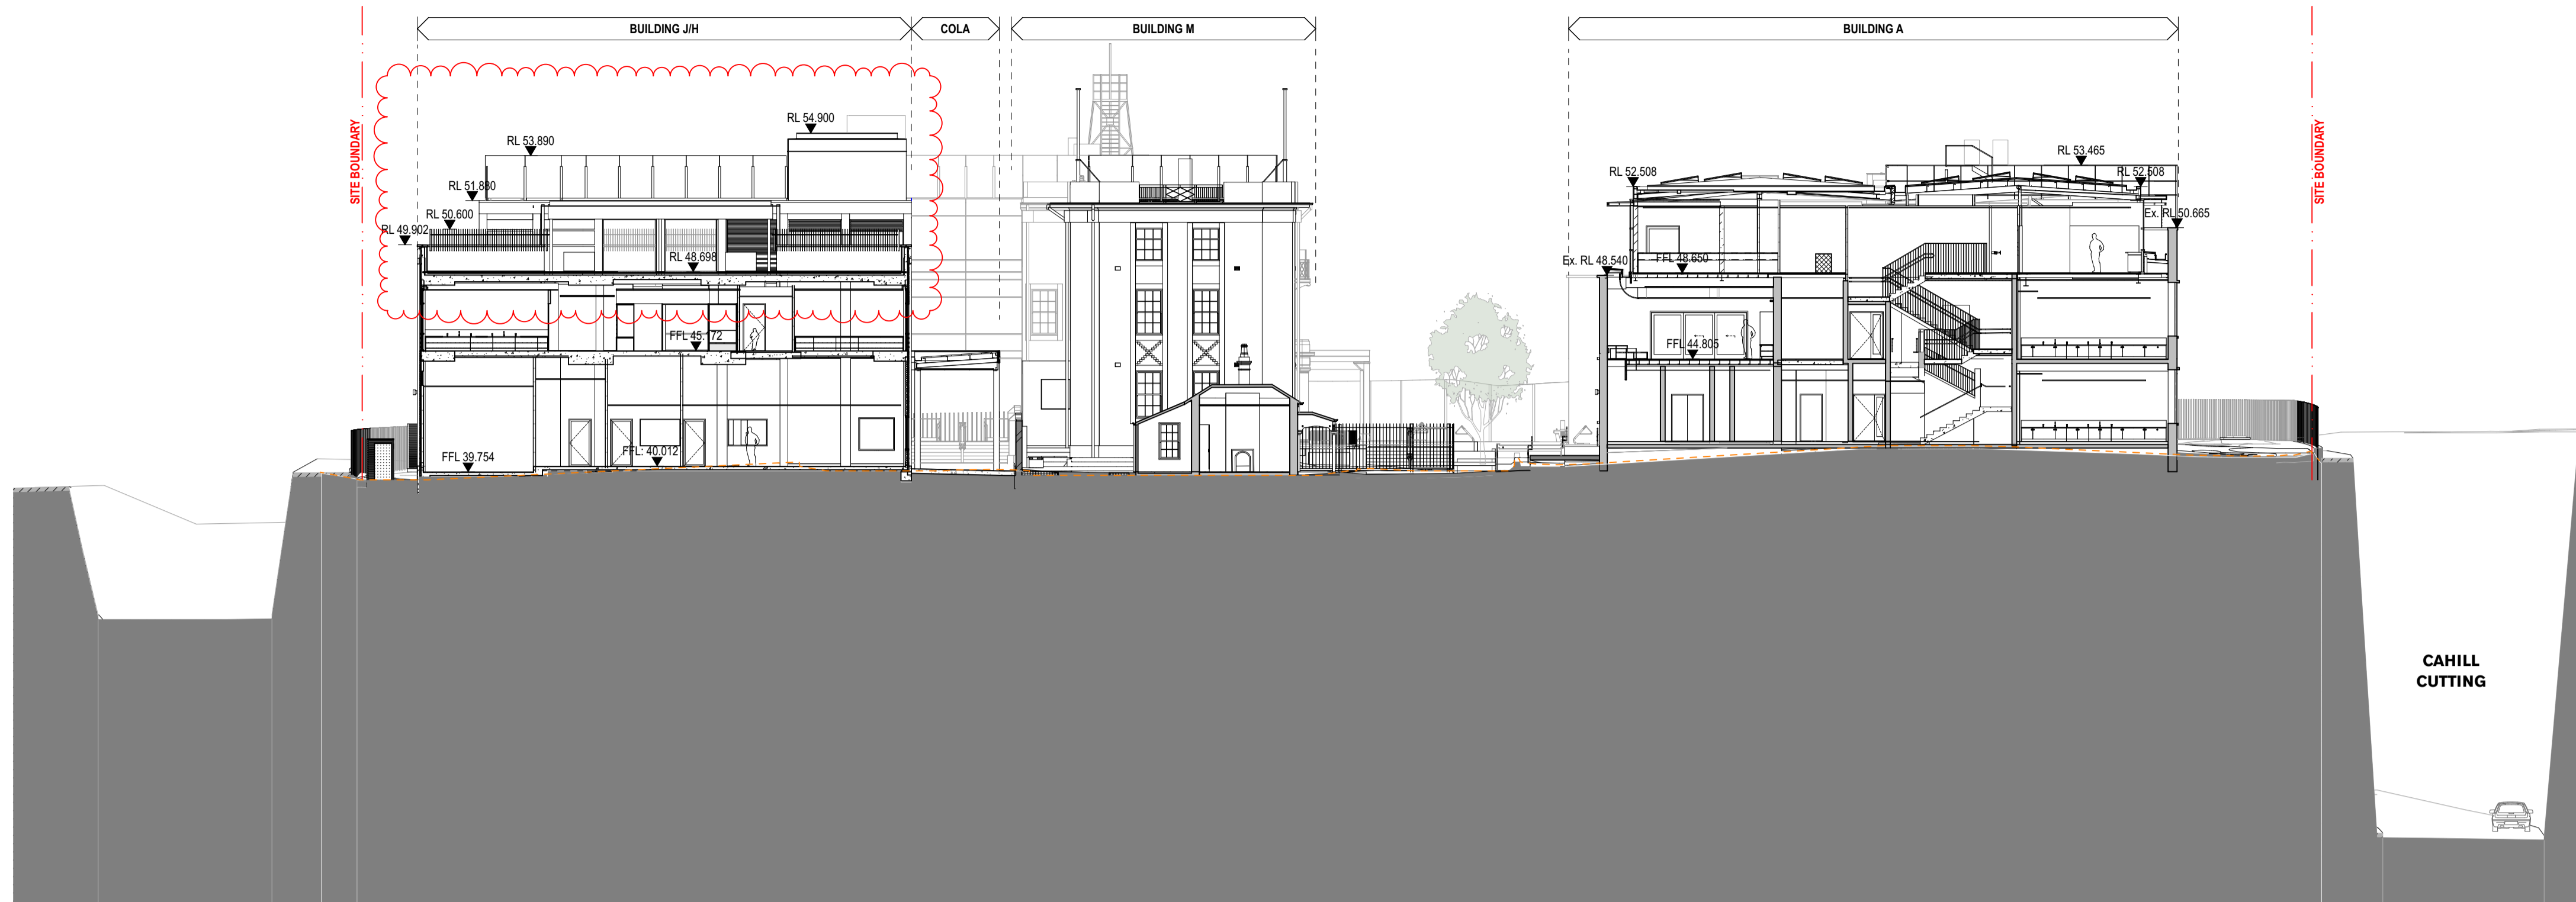 BUILDING J/H
COLA
BUILDING M
BUILDING A
SITE BOUNDARY
SITE BOUNDARY
RL 54.900
RL 53.890
RL 51.880
RL 50.600
RL 49.902
RL 48.698
FFL 45.172
FFL 39.754
FFL: 40.012
RL 53.465
RL 52.508
RL 52.508
Ex. RL 50.665
Ex. RL 48.540
FFL 48.650
FFL 44.805
CAHILL
CUTTING